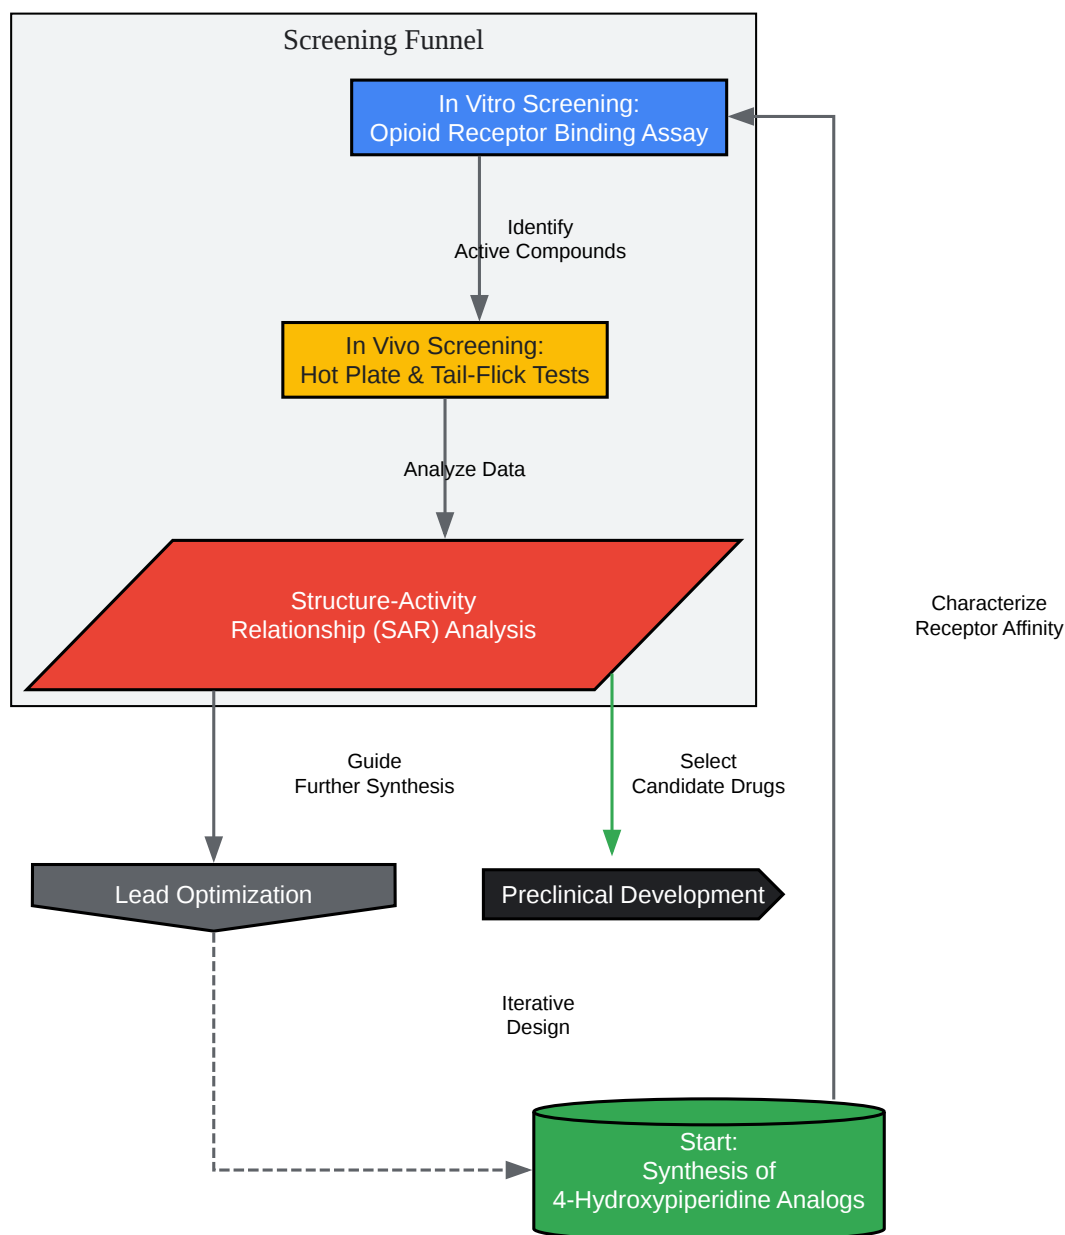 Screening Funnel
In Vitro Screening:
Opioid Receptor Binding Assay
Identify
Active Compounds
In Vivo Screening:
Hot Plate & Tail-Flick Tests
Analyze Data
Structure-Activity
Relationship (SAR) Analysis
Characterize
Receptor Affinity
Guide
Further Synthesis
Select
Candidate Drugs
Lead Optimization
Preclinical Development
Iterative
Design
Start:
Synthesis of
4-Hydroxypiperidine Analogs